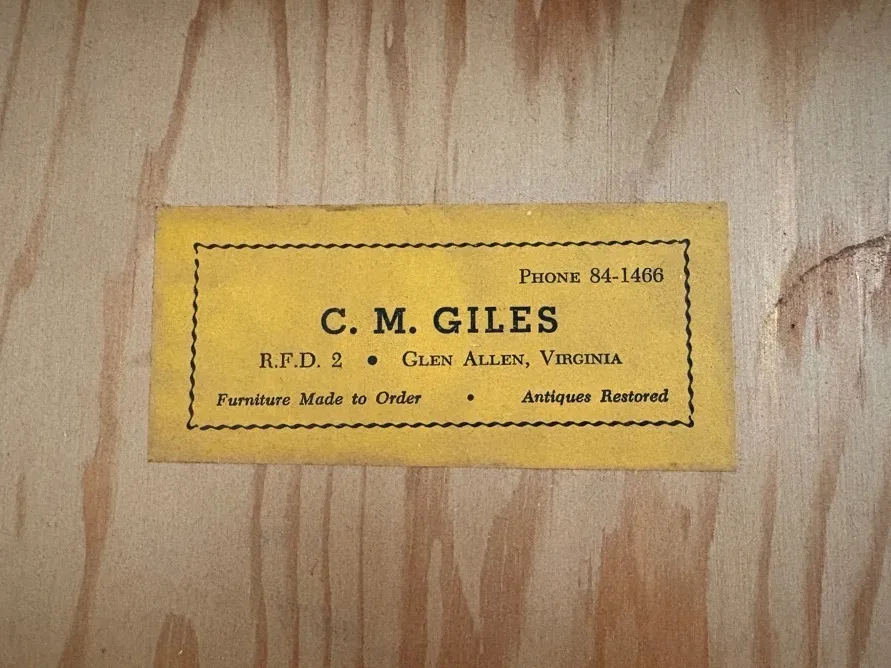 Phone 84-1466
C. M. GILES
R.F.D. 2 • Glen Allen, Virginia
Furniture Made to Order • Antiques Restored